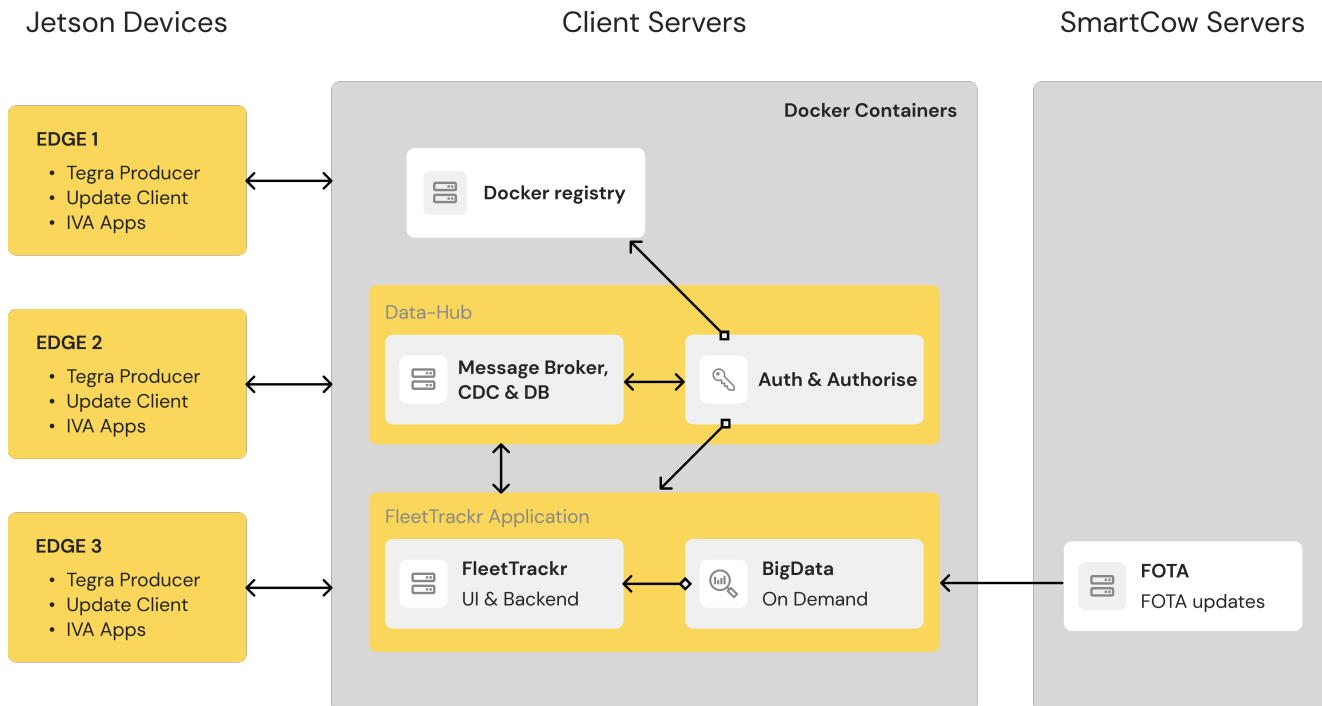 Jetson Devices
Client Servers
SmartCow Servers
EDGE 1
• Tegra Producer
• Update Client
• IVA Apps
EDGE 2
• Tegra Producer
• Update Client
• IVA Apps
EDGE 3
• Tegra Producer
• Update Client
• IVA Apps
Docker Containers
Docker registry
Data-Hub
Message Broker,
CDC & DB
Auth & Authorise
FleetTrackr Application
FleetTrackr
UI & Backend
BigData
On Demand
FOTA
FOTA updates